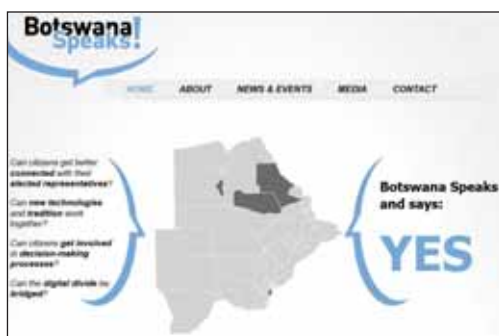 Botswana
Speaks!
HOME ABOUT NEWS & EVENTS MEDIA CONTACT
Can citizens get better
connected with their
elected representatives?
Can new technologies
and tradition work
together?
Can citizens get involved
in decision-making
processes?
Can the digital divide be
bridged?
Botswana Speaks
and says:
YES